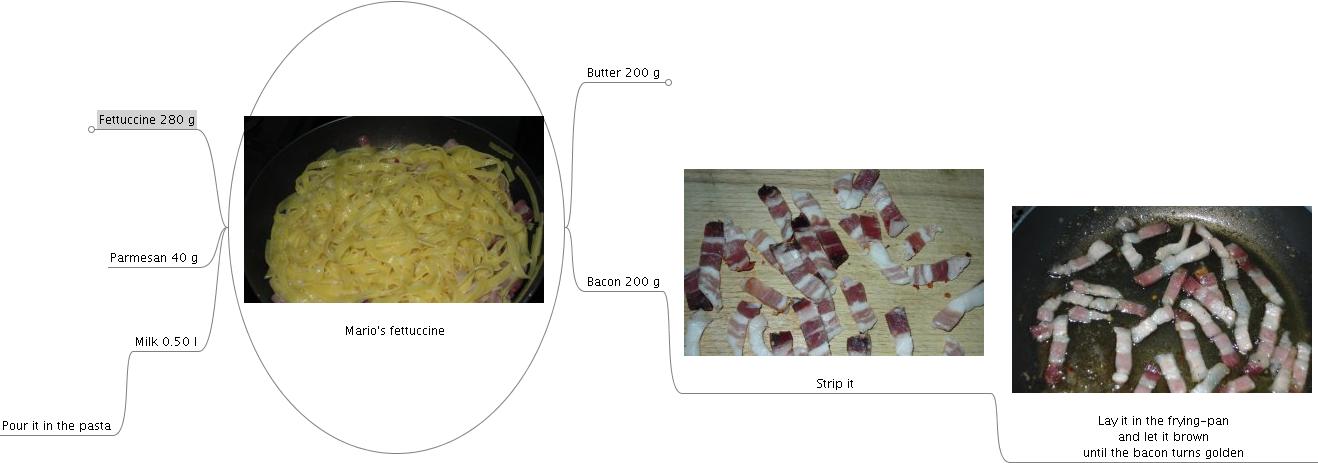 Butter 200 g
Fettuccine 280 g
Parmesan 40 g
Bacon 200 g
Mario's fettuccine
Milk 0.50 l
Strip it
Pour it in the pasta
Lay it in the frying-pan
and let it brown
until the bacon turns golden